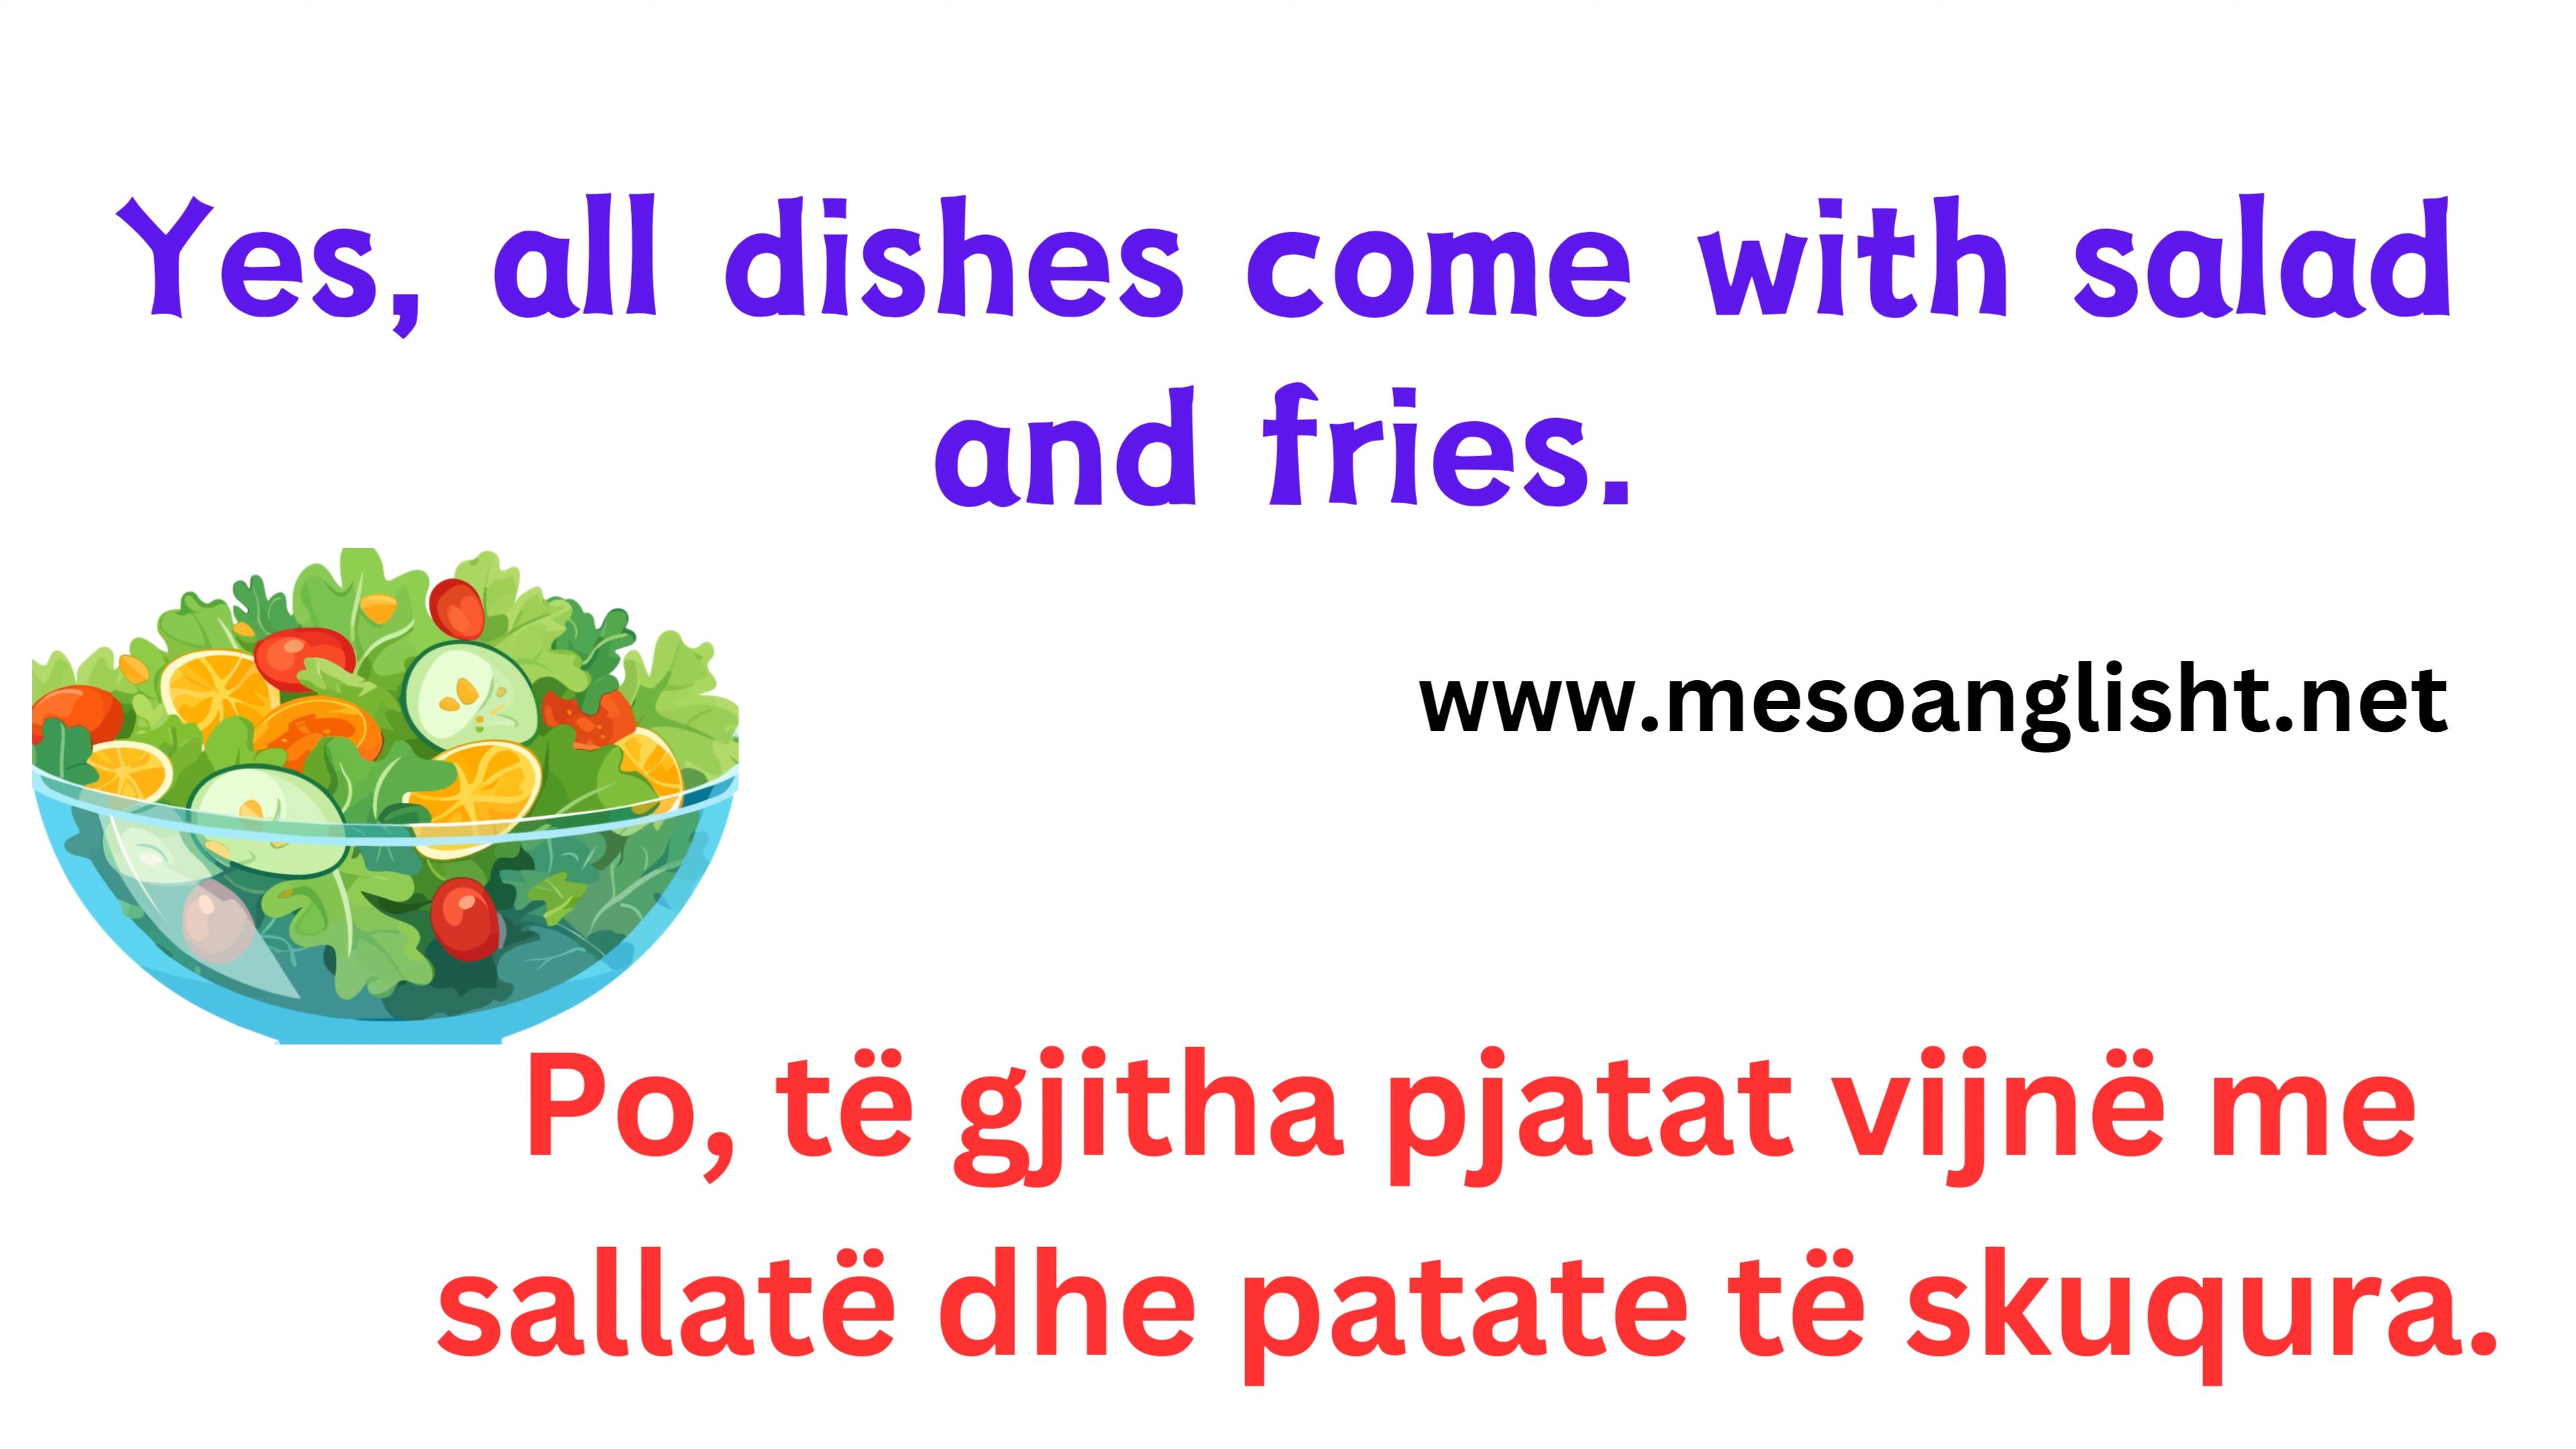 Yes, all dishes come with salad
and fries.
www.mesoanglisht.net
Po, të gjitha pjatat vijnë me
sallatë dhe patate të skuqura.